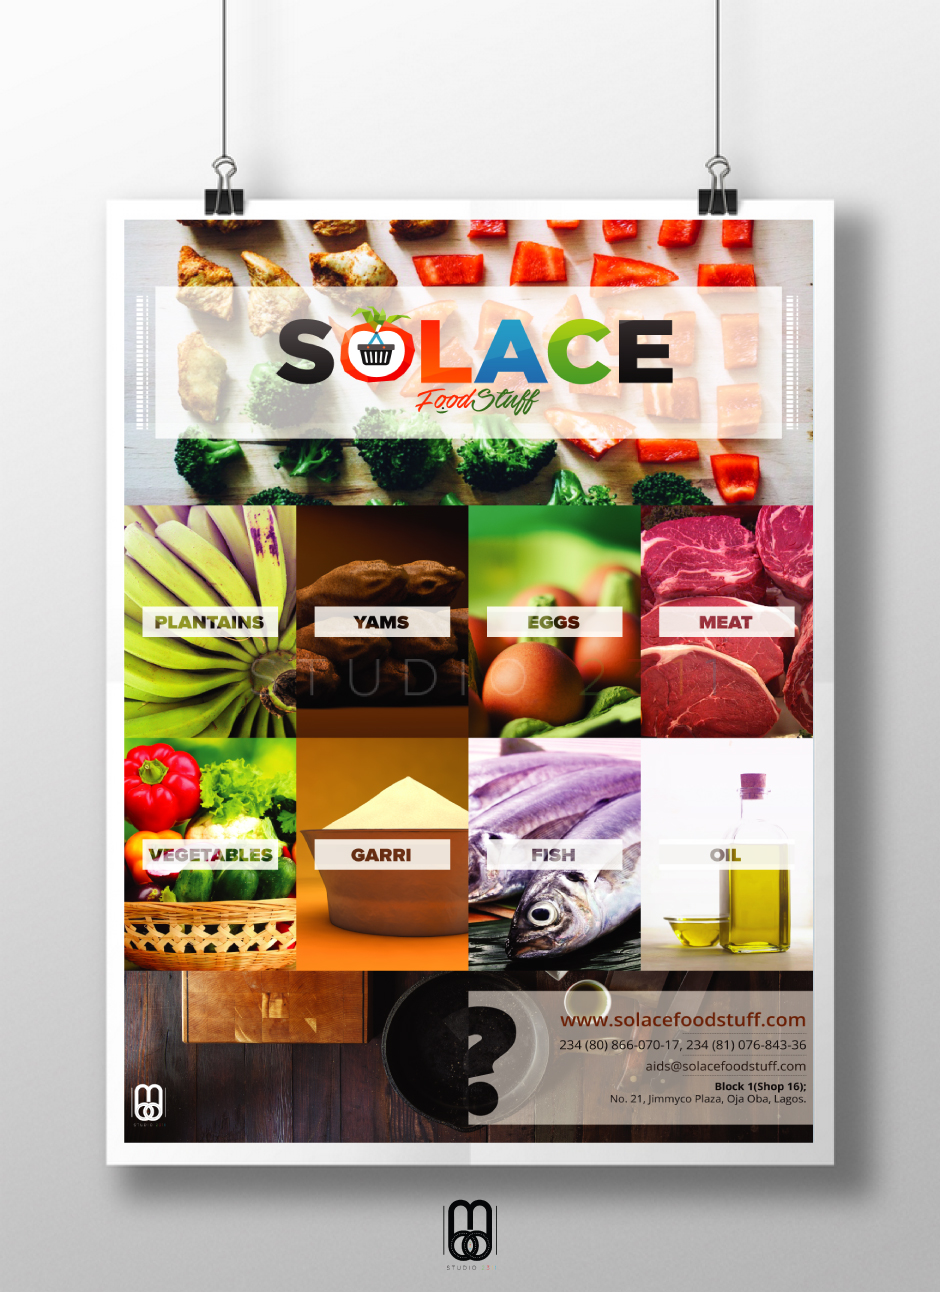 SOLACE
FoodStuff
PLANTAINS
YAMS
EGGS
MEAT
STUDIO 2
VEGETABLES
GARRI
FISH
OIL
?
www.solacefoodstuff.com
234 (80) 866-070-17, 234 (81) 076-843-36
aids@solacefoodstuff.com
Block 1(Shop 16);
No. 21, Jimmyco Plaza, Oja Oba, Lagos.
STUDIO
STUDIO